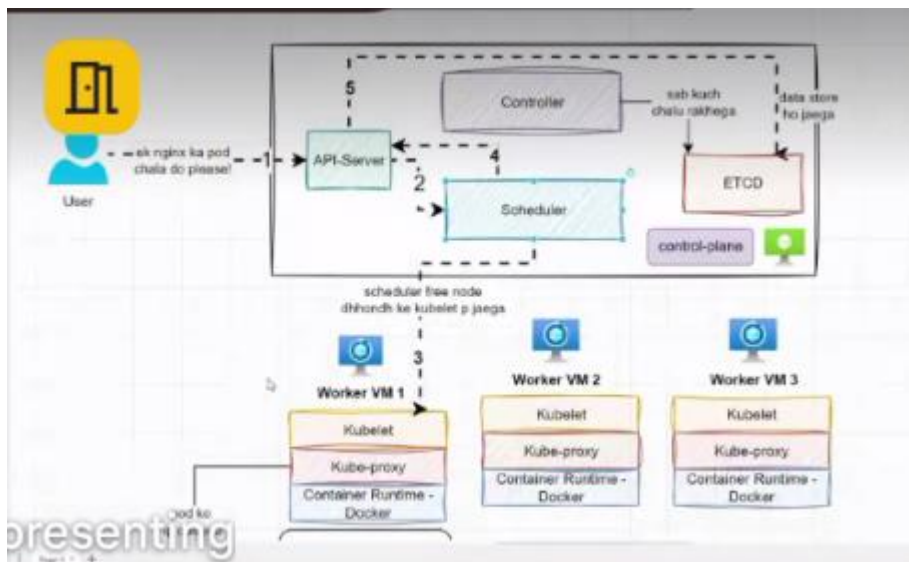 5
Controller
sab kuch
chalu rakhega
data store
ho jaega
ek nginx ka pod
chala do please!
1
API-Server
4
2
ETCD
User
Scheduler
control-plane
scheduler free node
dhhondh ke kubelet p jaega
3
Worker VM 1
Worker VM 2
Worker VM 3
Kubelet
Kubelet
Kubelet
Kube-proxy
Kube-proxy
Kube-proxy
Container Runtime -
Docker
Container Runtime -
Docker
Container Runtime -
Docker
pod ko
presenting